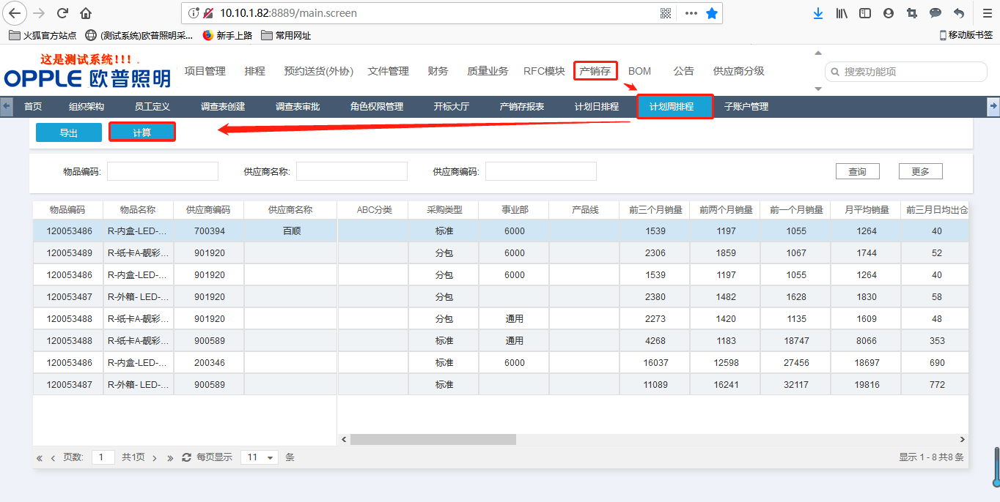 10.10.1.82:8889/main.screen
火狐官方站点 (测试系统)欧普照明采... 新手上路 常用网址 移动版书签
这是测试系统!!!.
OPPLE 欧普照明
项目管理 排程 预约送货(外协) 文件管理 财务 质量业务 RFC模块 产销存 BOM 公告 供应商分级 搜索功能项
首页 组织架构 员工定义 调查表创建 调查表审批 角色权限管理 开标大厅 产销存报表 计划日排程 计划周排程 子账户管理
导出 计算
物品编码: 供应商名称: 供应商编码: 查询 更多
物品编码 物品名称 供应商编码 供应商名称 ABC分类 采购类型 事业部 产品线 前三个月销量 前两个月销量 前一个月销量 月平均销量 前三月日均出仓
120053486 R-内盒-LED-... 700394 百顺 标准 6000 1539 1197 1055 1264 40
120053489 R-纸卡A-靓彩... 901920 分包 6000 2306 1859 1067 1744 52
120053486 R-内盒-LED-... 901920 分包 6000 1539 1197 1055 1264 40
120053487 R-外箱- LED-... 901920 分包 2380 1482 1628 1830 58
120053488 R-纸卡A-靓彩... 901920 分包 通用 2273 1420 1135 1609 48
120053488 R-纸卡A-靓彩... 900589 标准 通用 4268 1183 18747 8066 353
120053486 R-内盒-LED-... 200346 标准 6000 16037 12598 27456 18697 690
120053487 R-外箱- LED-... 900589 标准 11089 16241 32117 19816 772
页数: 1 共1页 每页显示 11 条 显示 1 - 8 共8 条